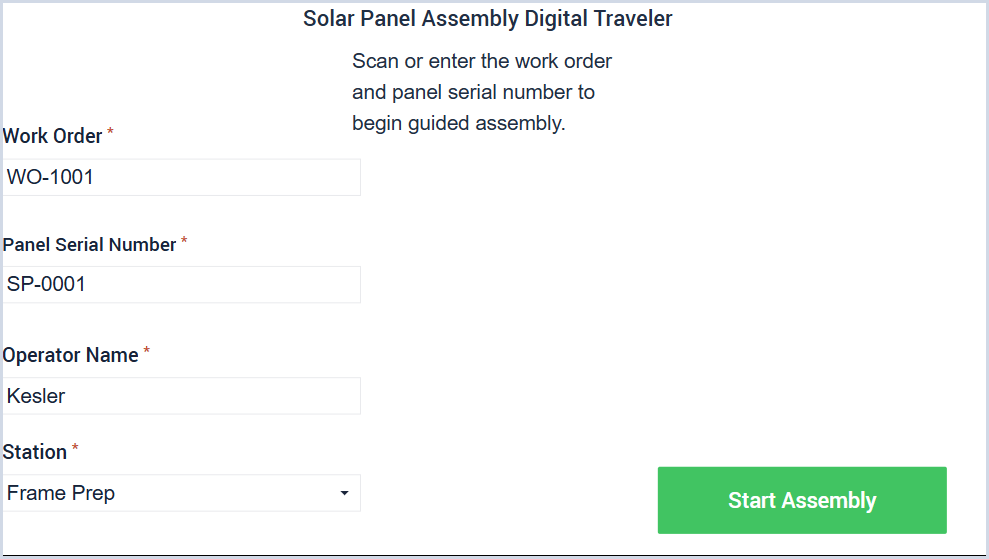 Solar Panel Assembly Digital Traveler
Scan or enter the work order
and panel serial number to
begin guided assembly.
Work Order *
WO-1001
Panel Serial Number *
SP-0001
Operator Name *
Kesler
Station *
Frame Prep
Start Assembly